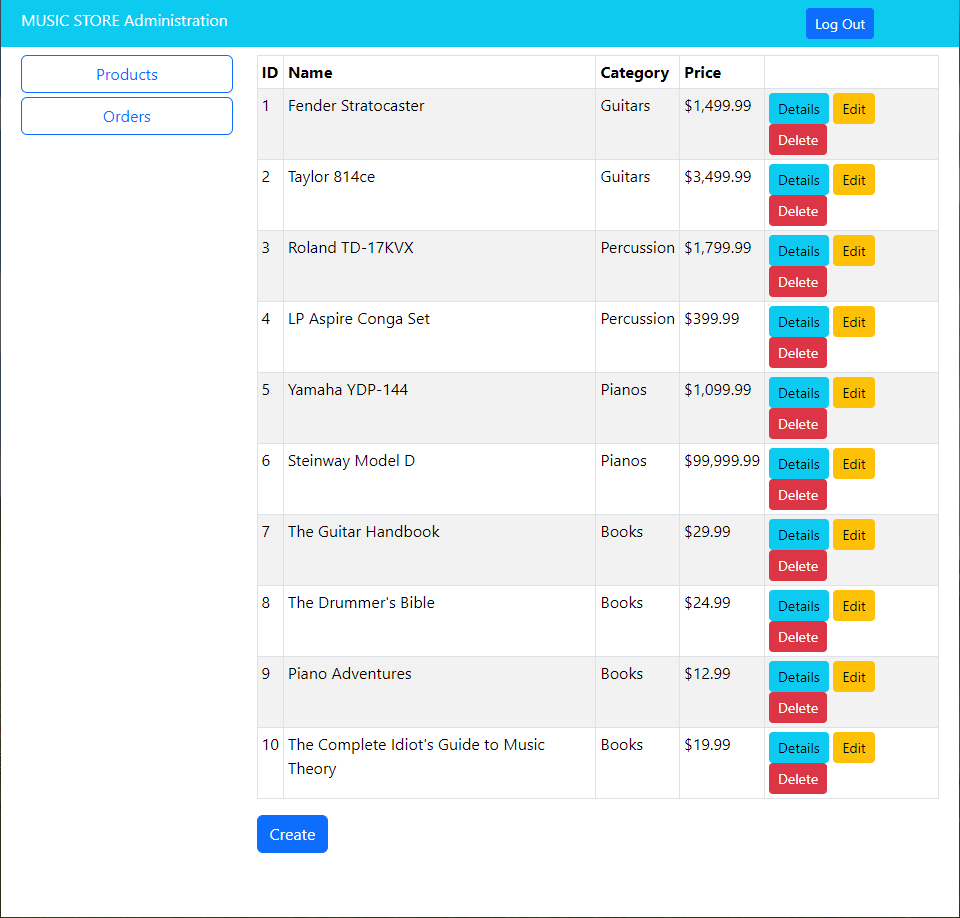 MUSIC STORE Administration Log Out
Products
Orders
ID Name Category Price
1 Fender Stratocaster Guitars $1,499.99 Details Edit
Delete
2 Taylor 814ce Guitars $3,499.99 Details Edit
Delete
3 Roland TD-17KVX Percussion $1,799.99 Details Edit
Delete
4 LP Aspire Conga Set Percussion $399.99 Details Edit
Delete
5 Yamaha YDP-144 Pianos $1,099.99 Details Edit
Delete
6 Steinway Model D Pianos $99,999.99 Details Edit
Delete
7 The Guitar Handbook Books $29.99 Details Edit
Delete
8 The Drummer's Bible Books $24.99 Details Edit
Delete
9 Piano Adventures Books $12.99 Details Edit
Delete
10 The Complete Idiot's Guide to Music Books $19.99 Details Edit
Theory Delete
Create